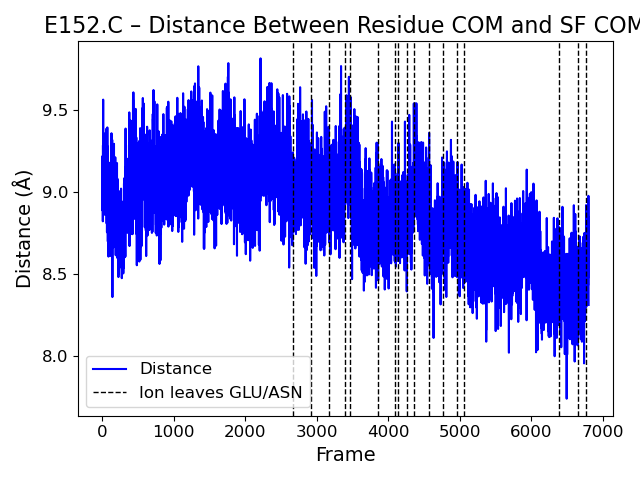 E152.C – Distance Between Residue COM and SF COM
Distance (Å)
9.5
9.0
8.5
8.0
Distance
Ion leaves GLU/ASN
0 1000 2000 3000 4000 5000 6000 7000
Frame